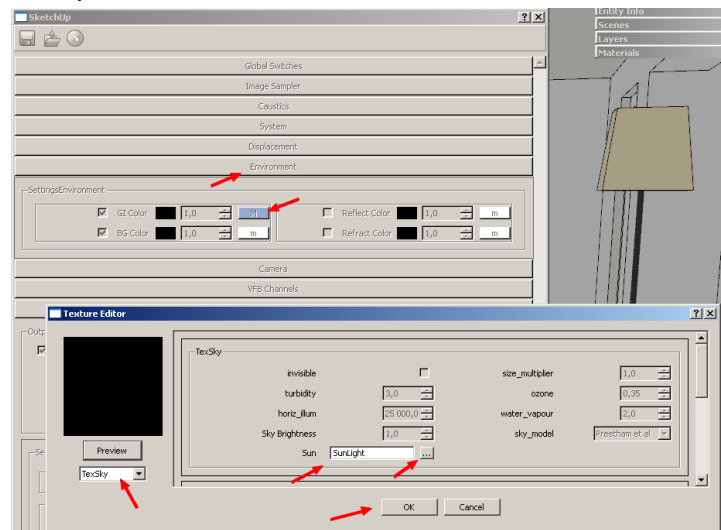 SketchUp
Entity Info
Scenes
Layers
Materials
Global Switches
Image Sampler
Caustics
System
Displacement
Environment
SettingsEnvironment
GI Color 1,0 M Reflect Color 1,0 m
BG Color 1,0 m Refract Color 1,0 m
Camera
VFB Channels
Texture Editor
Outp
TexSky
invisible size_multiplier 1,0
turbidity 3,0 ozone 0,35
horiz_illum 25 000,0 water_vapour 2,0
Sky Brightness 1,0 sky_model Preetham et al
Sun SunLight ...
Preview
TexSky
Se
OK Cancel